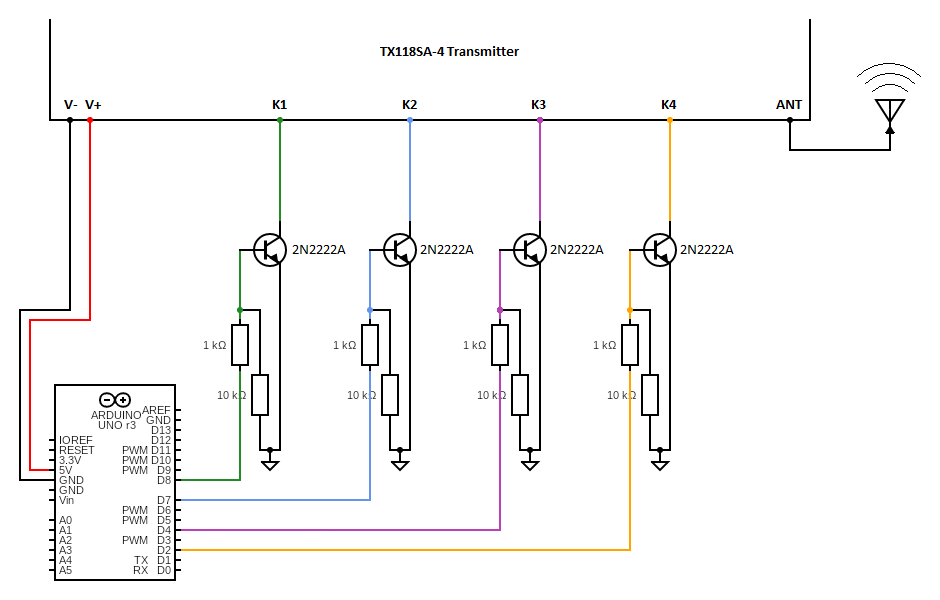 TX118SA-4 Transmitter
V- V+ K1 K2 K3 K4 ANT
2N2222A 2N2222A 2N2222A 2N2222A
1 kΩ 1 kΩ 1 kΩ 1 kΩ
10 kΩ 10 kΩ 10 kΩ 10 kΩ
ARDUINO
UNO r3
AREF
GND
D13
IOREF D12
RESET PWM D11
3.3V PWM D10
5V PWM D9
GND D8
GND
Vin D7
PWM D6
A0 PWM D5
A1 D4
A2 PWM D3
A3 D2
A4 TX D1
A5 RX D0